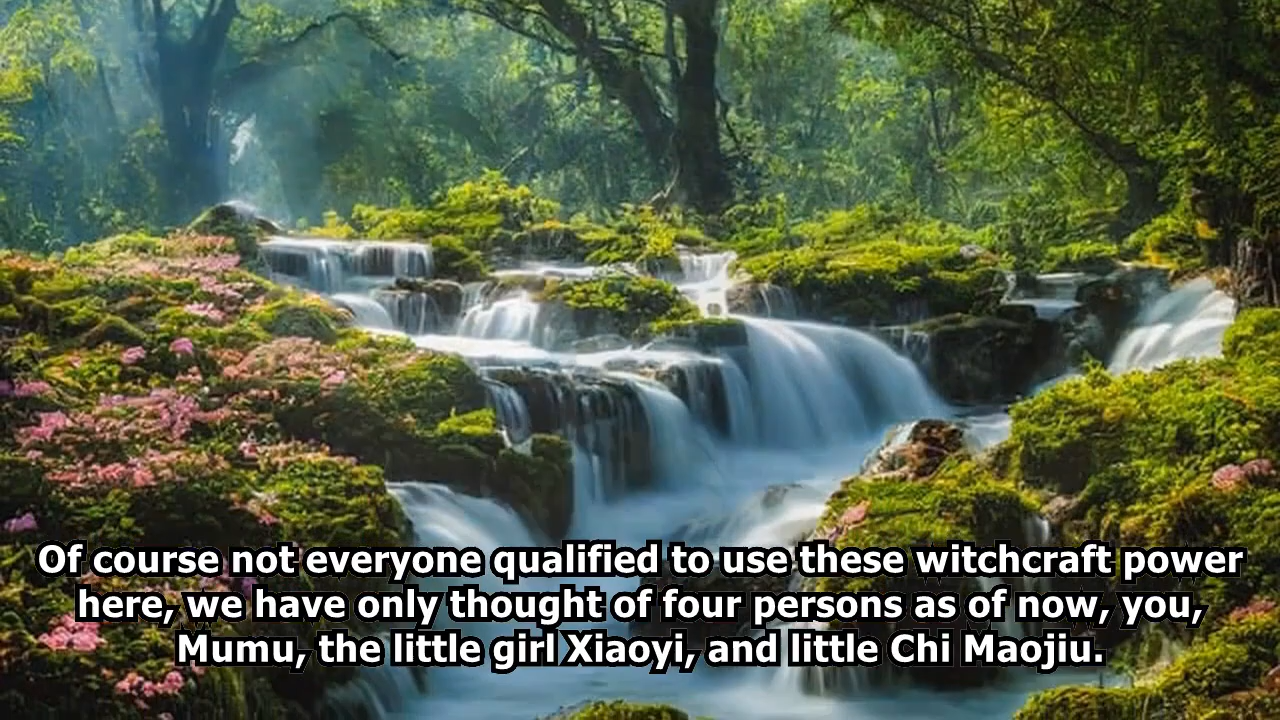 Of course not everyone qualified to use these witchcraft power
here, we have only thought of four persons as of now, you,
Mumu, the little girl Xiaoyi, and little Chi Maojiu.